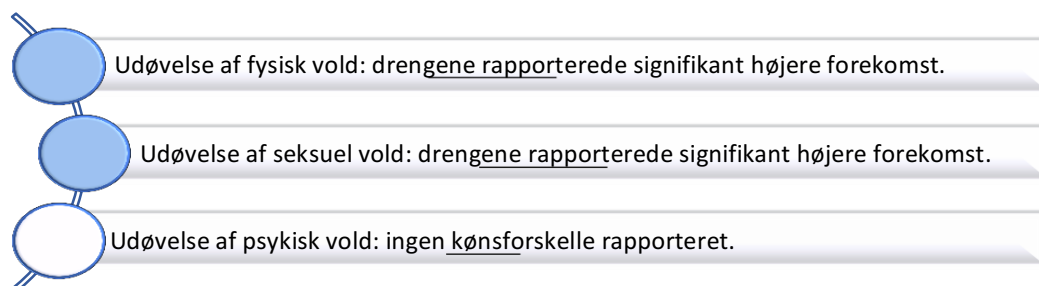 Udøvelse af fysisk vold: drengene rapporterede signifikant højere forekomst.
Udøvelse af seksuel vold: drengene rapporterede signifikant højere forekomst.
Udøvelse af psykisk vold: ingen kønsforskelle rapporteret.